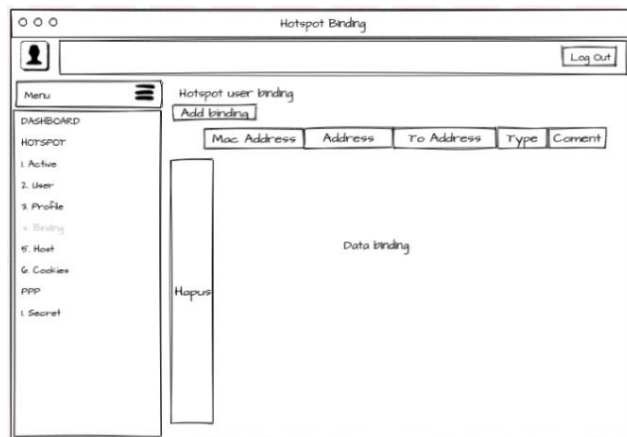 Hotspot Binding
Log Out
Menu
DASHBOARD
HOTSPOT
1. Active
2. User
3. Profile
4. Binding
5. Host
6. Cookies
PPP
1. Secret
Hotspot user binding
Add binding
Mac Address Address To Address Type Coment
Hapus
Data binding